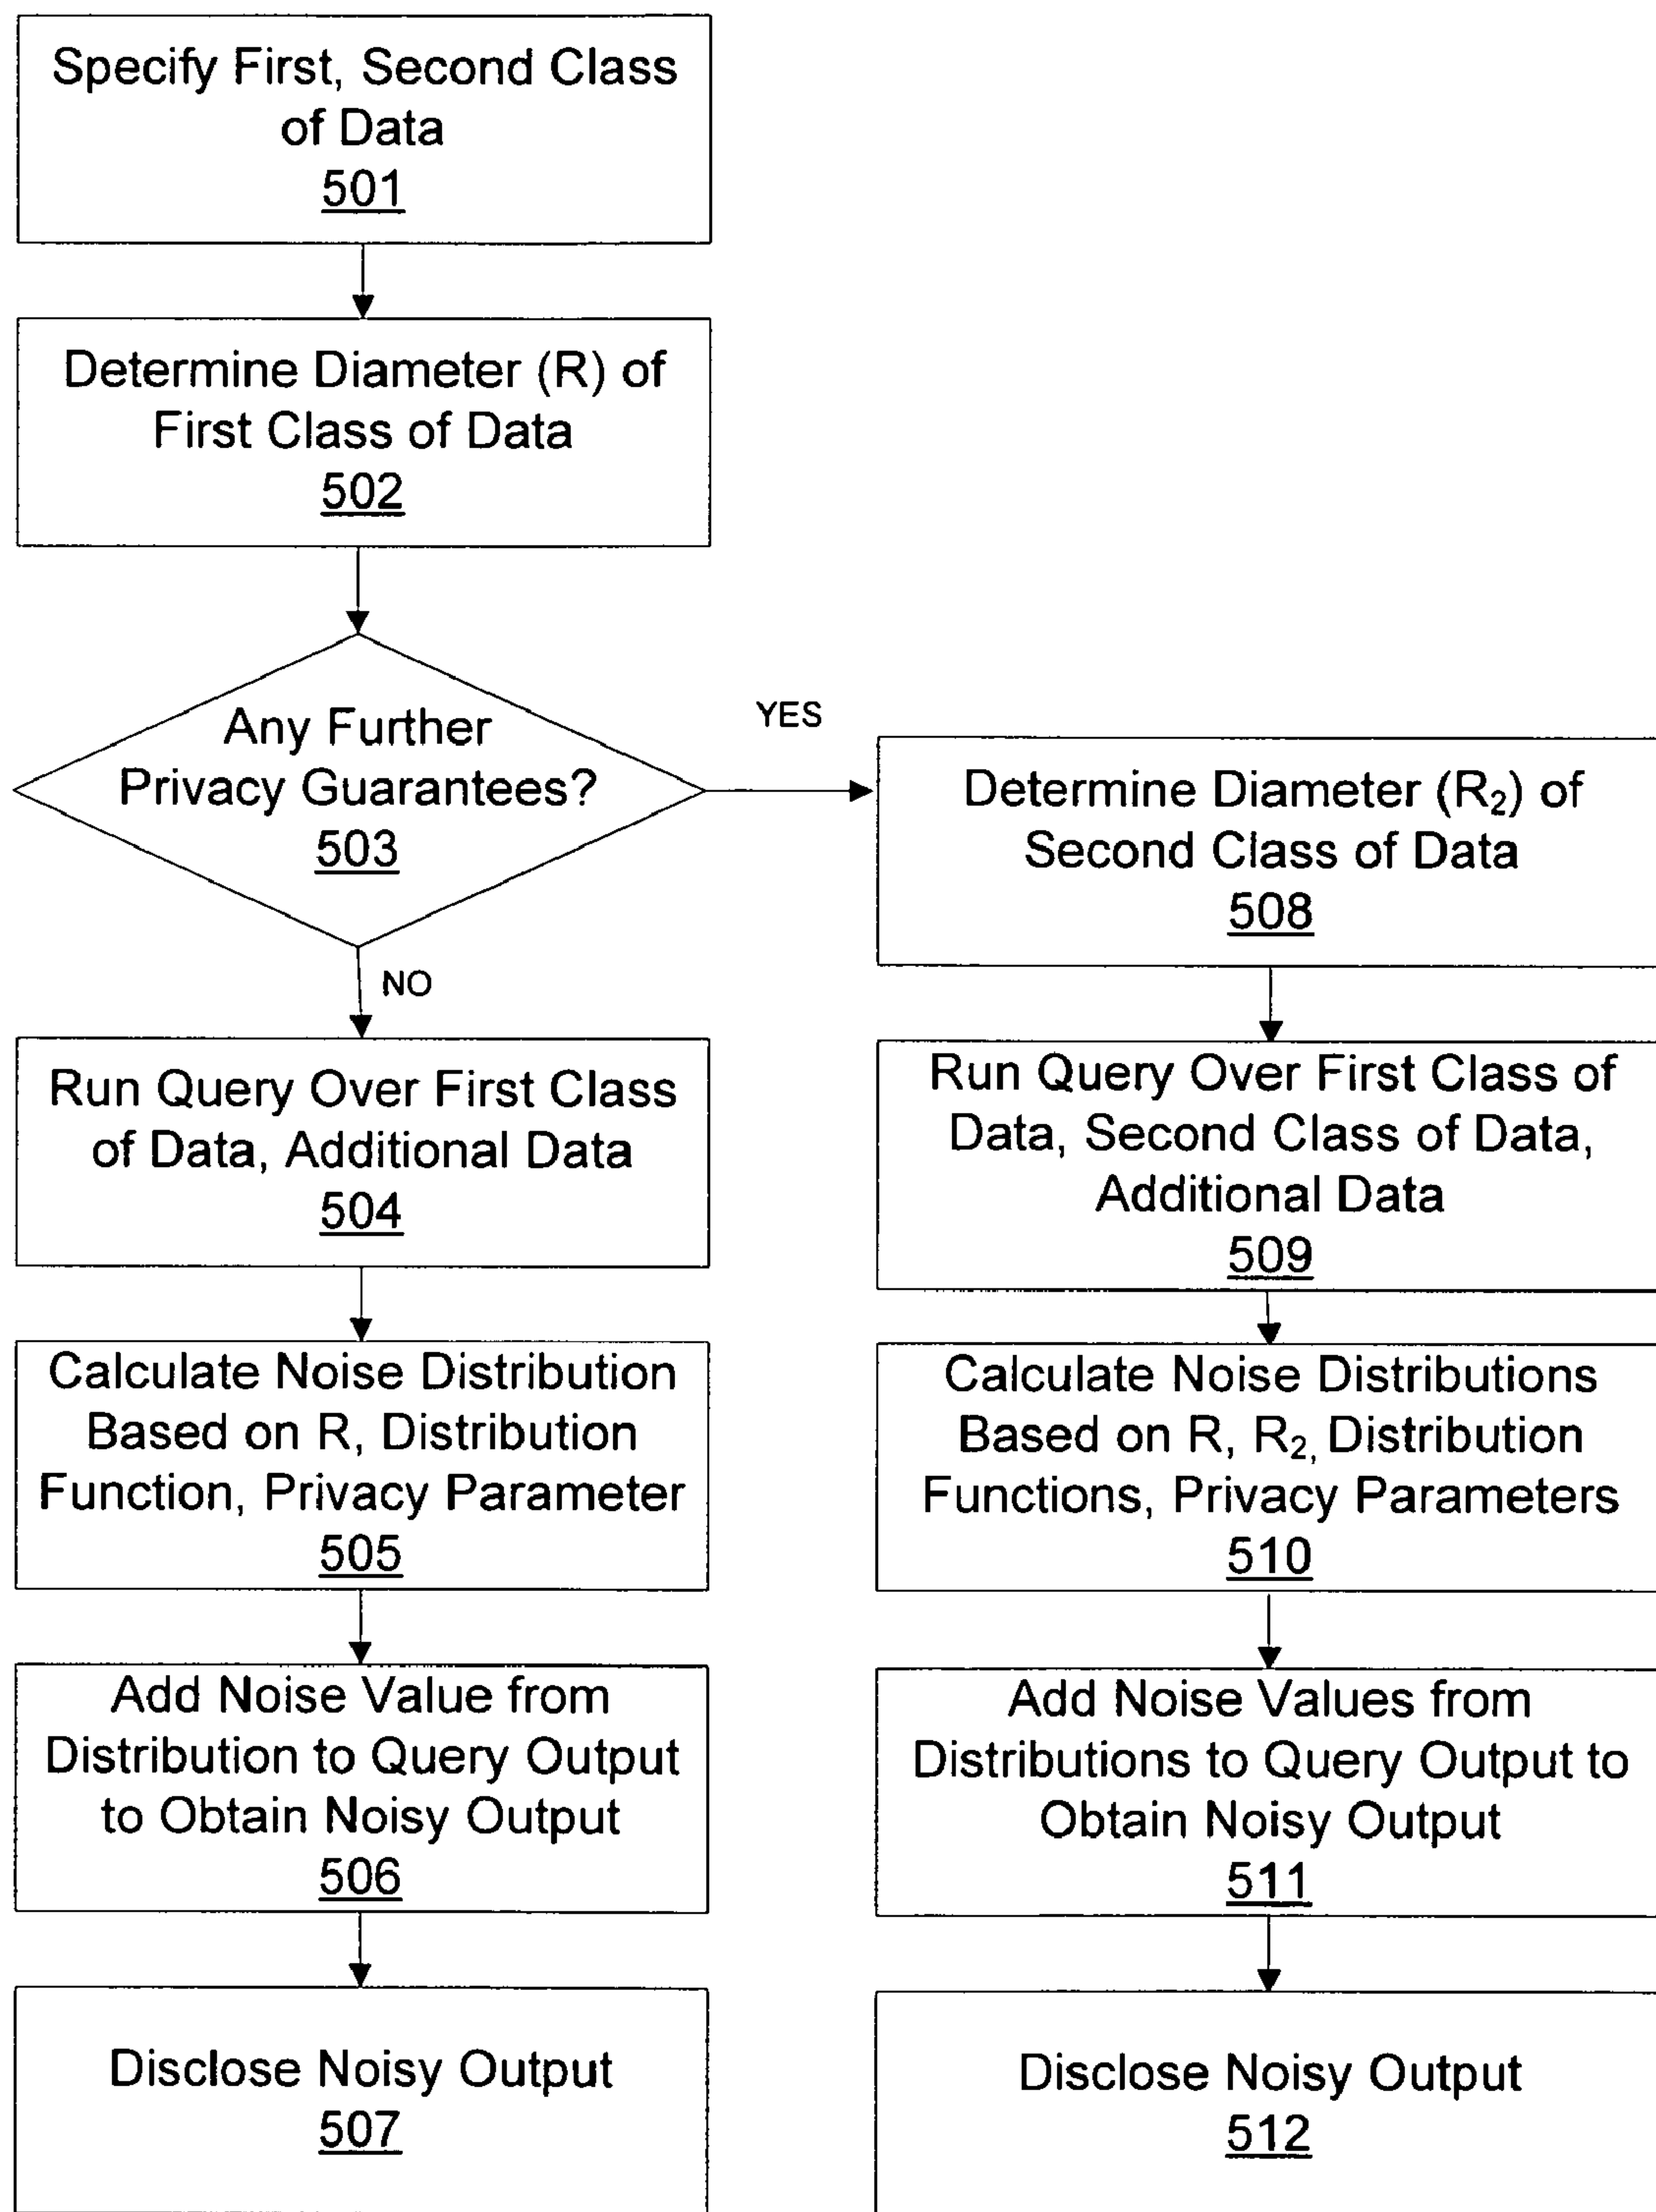 Specify First, Second Class
of Data
501
Determine Diameter (R) of
First Class of Data
502
Any Further
Privacy Guarantees?
503
YES
NO
Run Query Over First Class
of Data, Additional Data
504
Calculate Noise Distribution
Based on R, Distribution
Function, Privacy Parameter
505
Add Noise Value from
Distribution to Query Output
to Obtain Noisy Output
506
Disclose Noisy Output
507
Determine Diameter (R₂) of
Second Class of Data
508
Run Query Over First Class of
Data, Second Class of Data,
Additional Data
509
Calculate Noise Distributions
Based on R, R₂, Distribution
Functions, Privacy Parameters
510
Add Noise Values from
Distributions to Query Output to
Obtain Noisy Output
511
Disclose Noisy Output
512